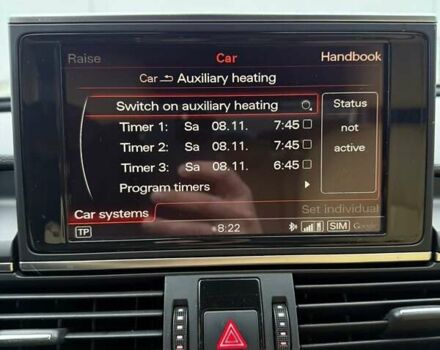 Raise Car Handbook
Car Auxiliary heating
Switch on auxiliary heating Status
Timer 1: Sa 08.11. 7:45 not
Timer 2: Sa 08.11. 7:45 active
Timer 3: Sa 08.11. 6:45
Program timers
Car systems Set individual
TP 8:22 SIM Google